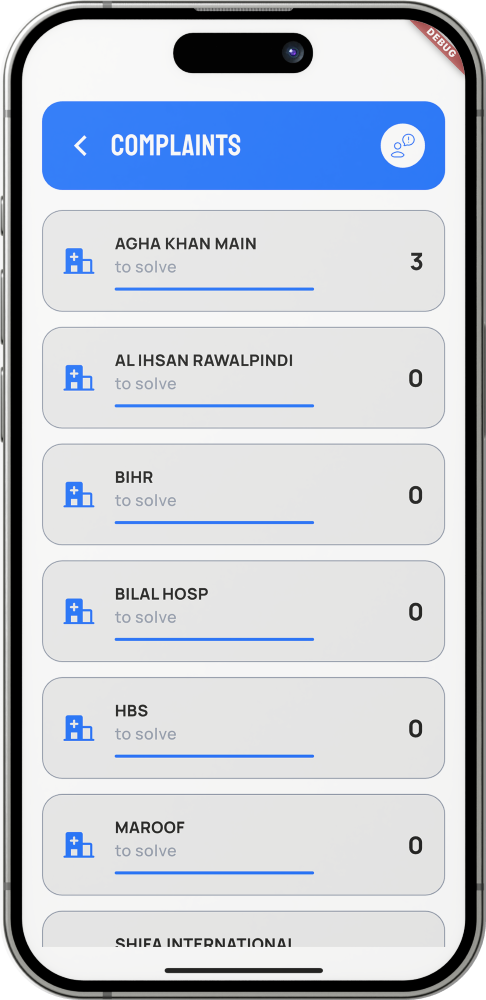 DEBUG
COMPLAINTS
AGHA KHAN MAIN
to solve
3
AL IHSAN RAWALPINDI
to solve
0
BIHR
to solve
0
BILAL HOSP
to solve
0
HBS
to solve
0
MAROOF
to solve
0
SHIFA INTERNATIONAL